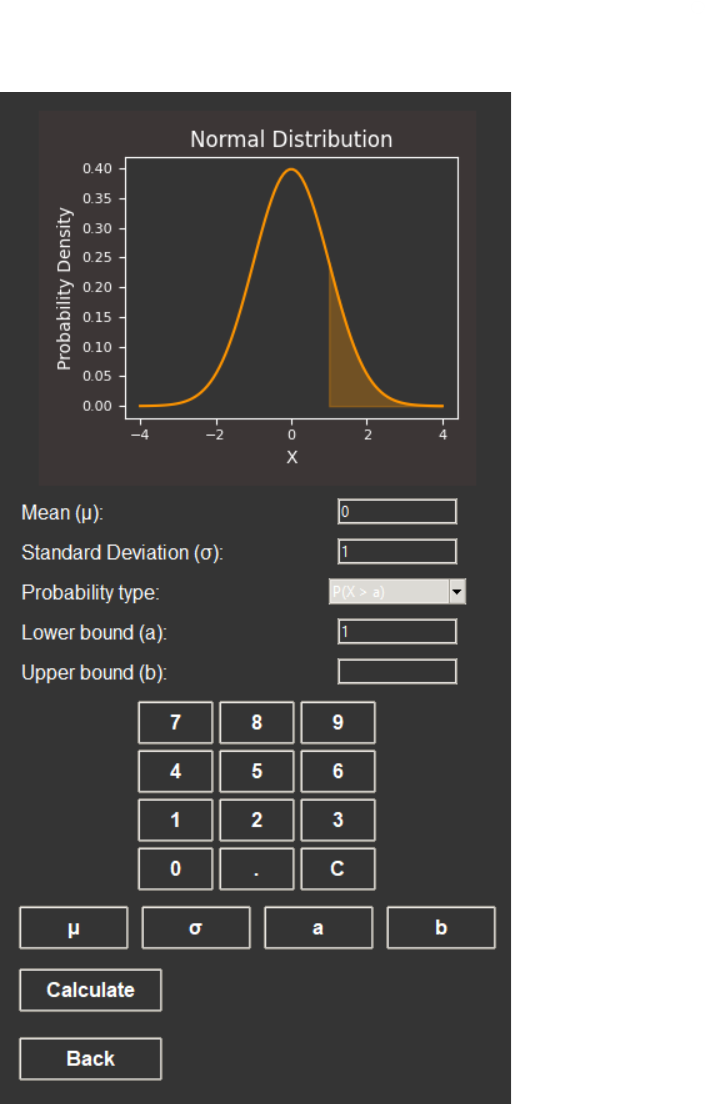 Normal Distribution
0.40
0.35
0.30
0.25
0.20
0.15
0.10
0.05
0.00
Probability Density
−4 −2 0 2 4
X
Mean (μ): 0
Standard Deviation (σ): 1
Probability type: P(X > a)
Lower bound (a): 1
Upper bound (b):
7 8 9
4 5 6
1 2 3
0 . C
μ σ a b
Calculate
Back